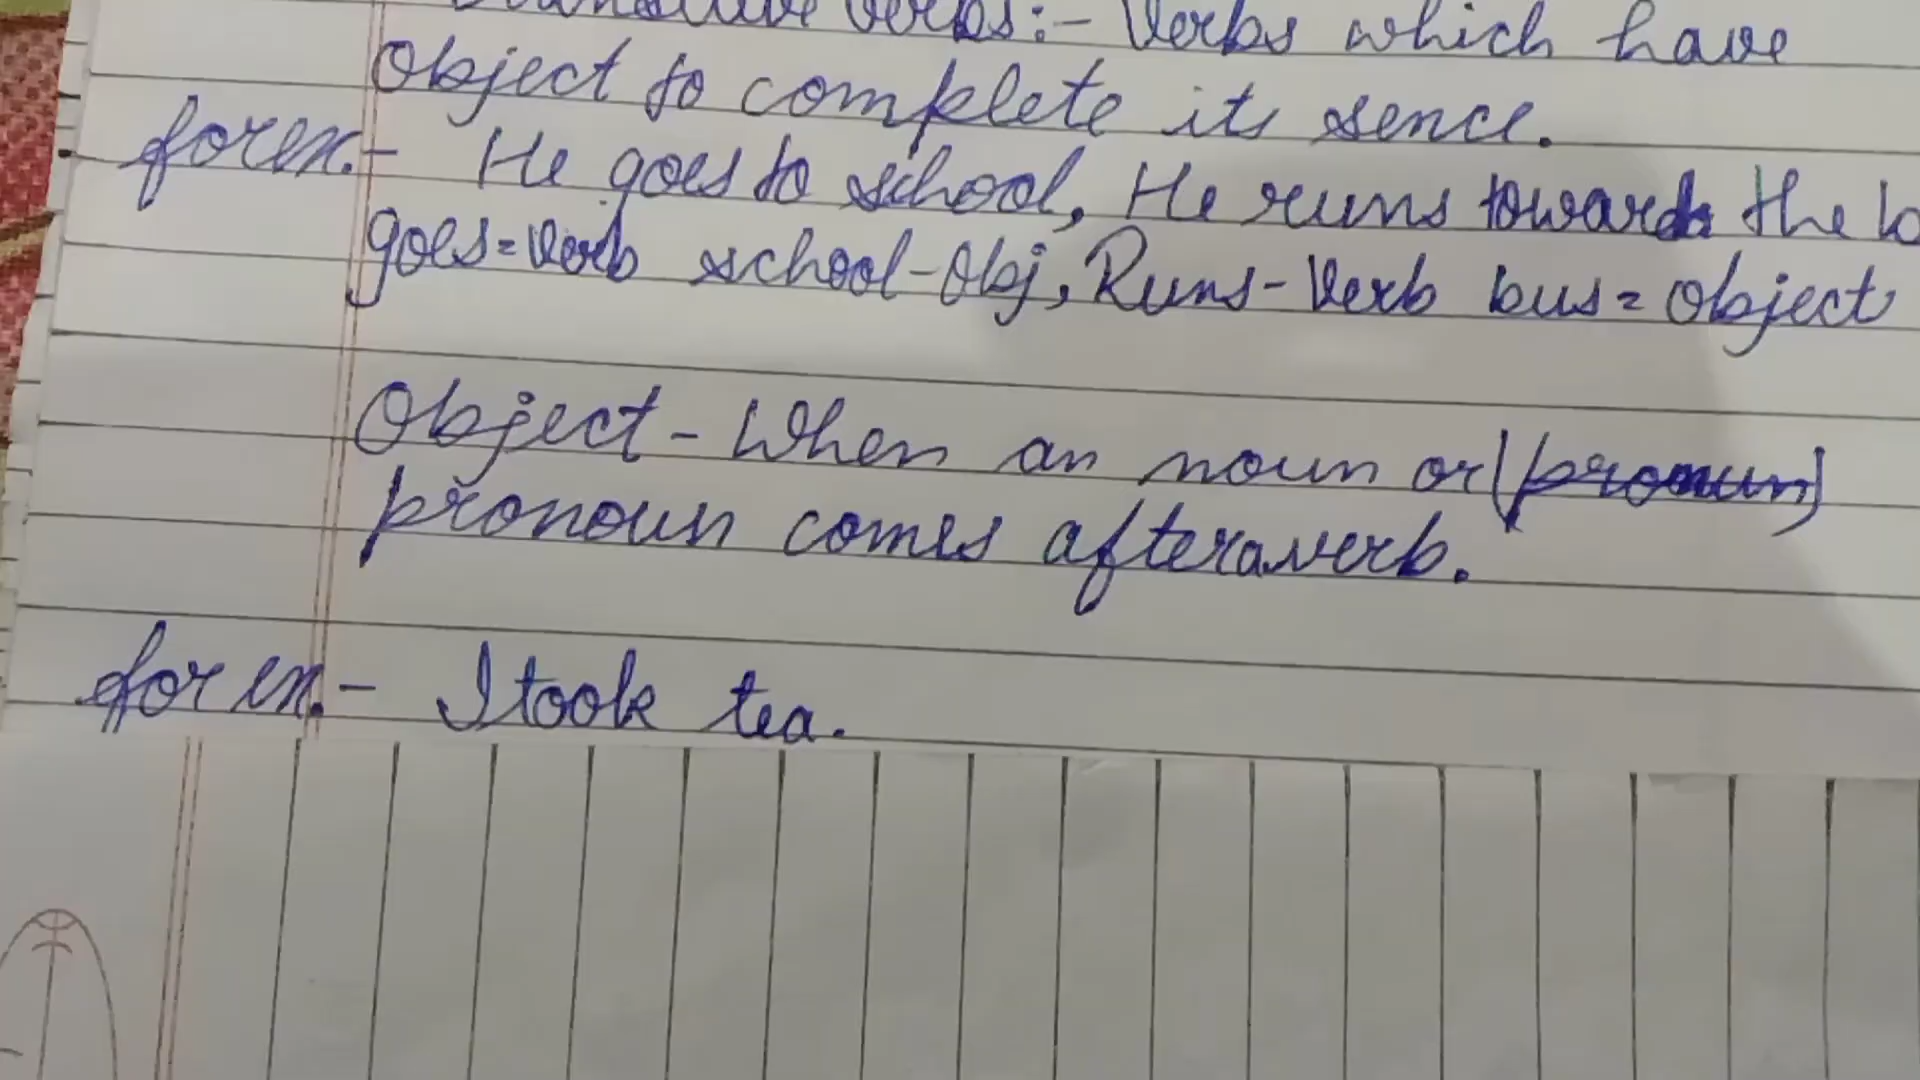 verbs:- Verbs which have
Object to complete its sence.
for ex.- He goes to school, He runs towards the
goes=Verb school-Obj, Runs-Verb bus=Object
Object - When an noun or (pronoun)
pronoun comes after a verb.
for ex.- I took tea.